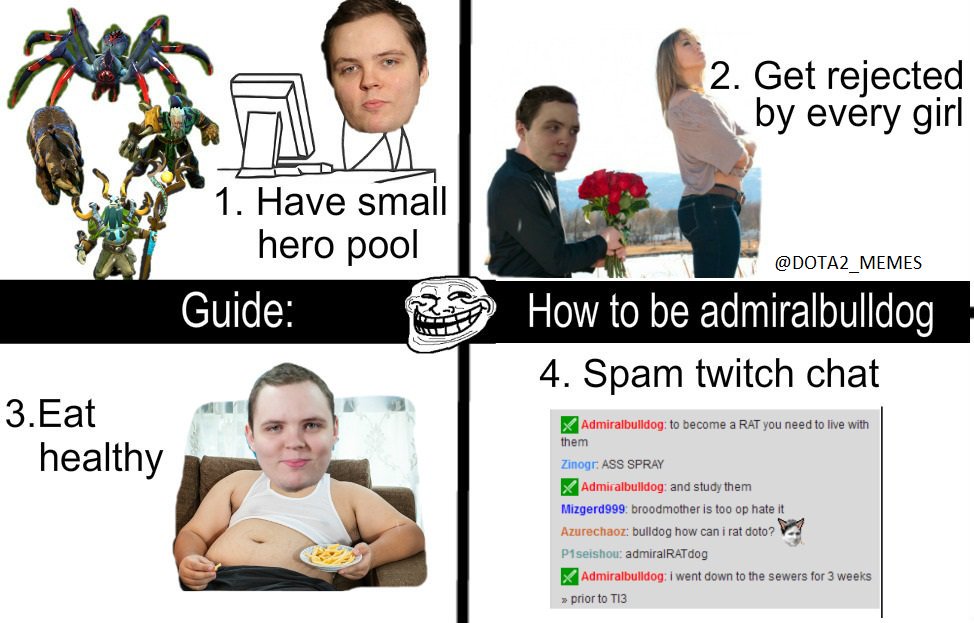 1. Have small
hero pool
2. Get rejected
by every girl
@DOTA2_MEMES
Guide:
How to be admiralbulldog
3.Eat
healthy
4. Spam twitch chat
Admiralbulldog: to become a RAT you need to live with
them
Zinogr: ASS SPRAY
Admiralbulldog: and study them
Mizgerd999: broodmother is too op hate it
Azurechaoz: bulldog how can i rat doto?
P1seishou: admiralRATdog
Admiralbulldog: i went down to the sewers for 3 weeks
» prior to TI3